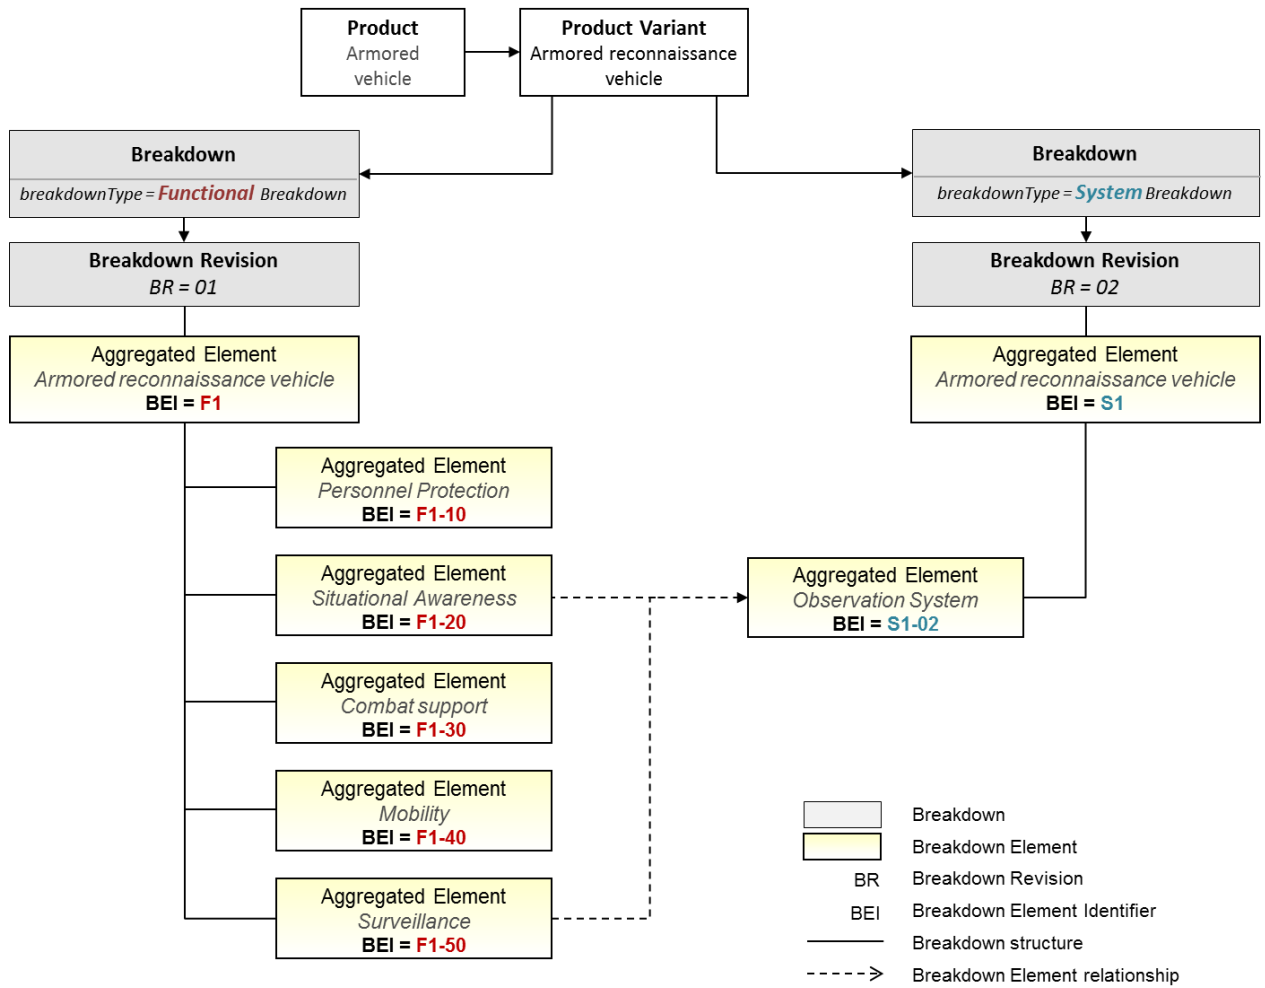 Product
Armored
vehicle
Product Variant
Armored reconnaissance
vehicle
Breakdown
breakdownType = Functional Breakdown
Breakdown Revision
BR = 01
Aggregated Element
Armored reconnaissance vehicle
BEI = F1
Aggregated Element
Personnel Protection
BEI = F1-10
Aggregated Element
Situational Awareness
BEI = F1-20
Aggregated Element
Combat support
BEI = F1-30
Aggregated Element
Mobility
BEI = F1-40
Aggregated Element
Surveillance
BEI = F1-50
Breakdown
breakdownType = System Breakdown
Breakdown Revision
BR = 02
Aggregated Element
Armored reconnaissance vehicle
BEI = S1
Aggregated Element
Observation System
BEI = S1-02
Breakdown
Breakdown Element
BR Breakdown Revision
BEI Breakdown Element Identifier
Breakdown structure
Breakdown Element relationship